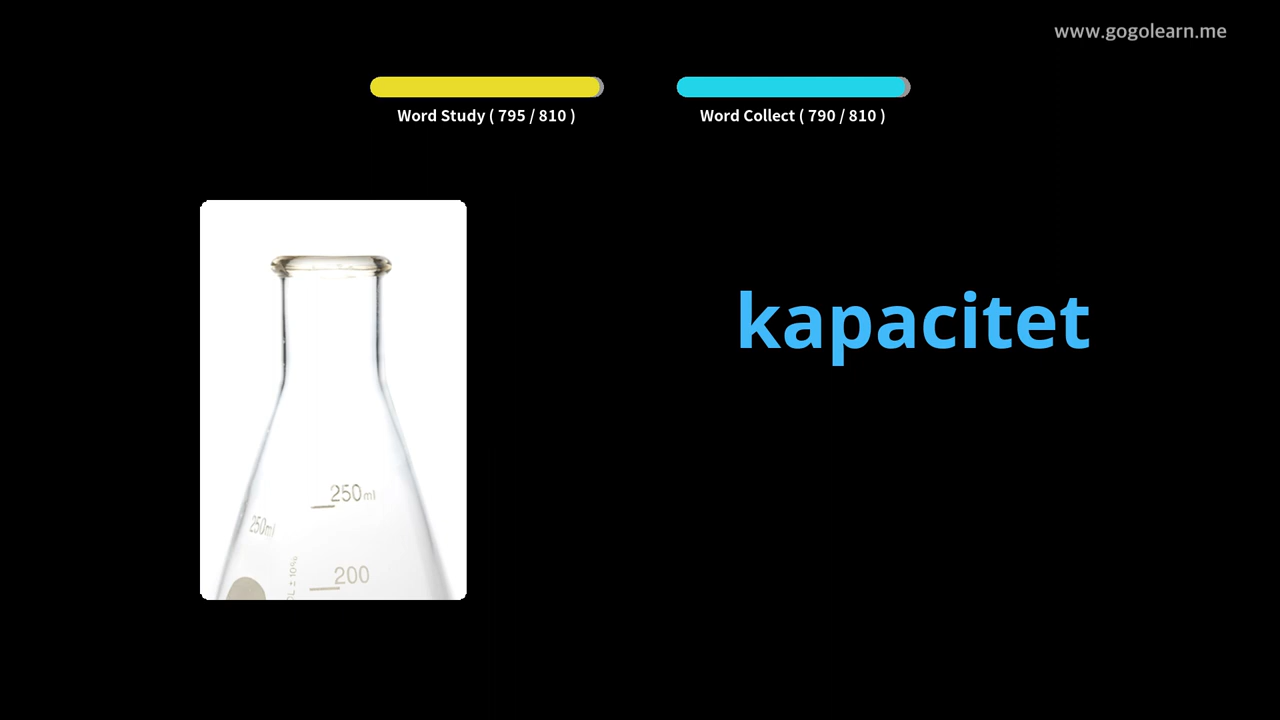 www.gogolearn.me
Word Study ( 795 / 810 )
Word Collect ( 790 / 810 )
kapacitet
250ml
250ml
200